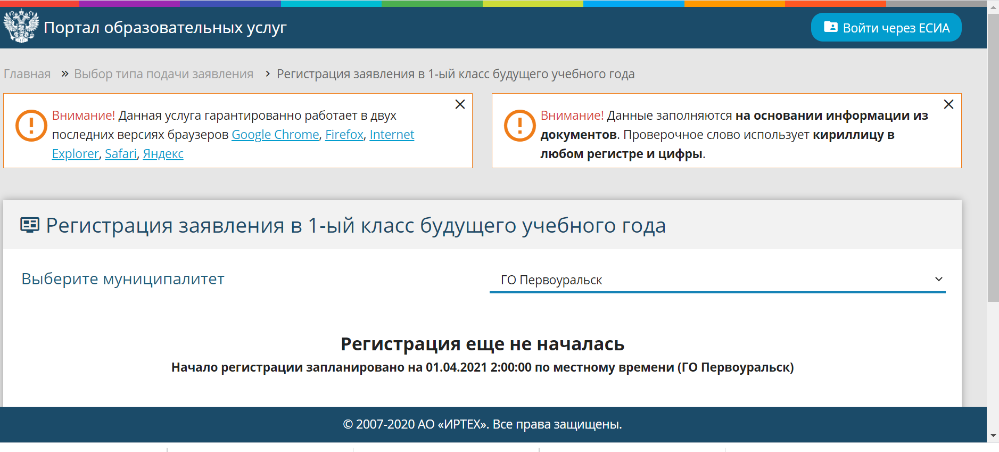 Портал образовательных услуг
Войти через ЕСИА
Главная » Выбор типа подачи заявления › Регистрация заявления в 1-ый класс будущего учебного года
Внимание! Данная услуга гарантированно работает в двух
последних версиях браузеров Google Chrome, Firefox, Internet
Explorer, Safari, Яндекс
Внимание! Данные заполняются на основании информации из
документов. Проверочное слово использует кириллицу в
любом регистре и цифры.
Регистрация заявления в 1-ый класс будущего учебного года
Выберите муниципалитет
ГО Первоуральск
Регистрация еще не началась
Начало регистрации запланировано на 01.04.2021 2:00:00 по местному времени (ГО Первоуральск)
© 2007-2020 АО «ИРТЕХ». Все права защищены.